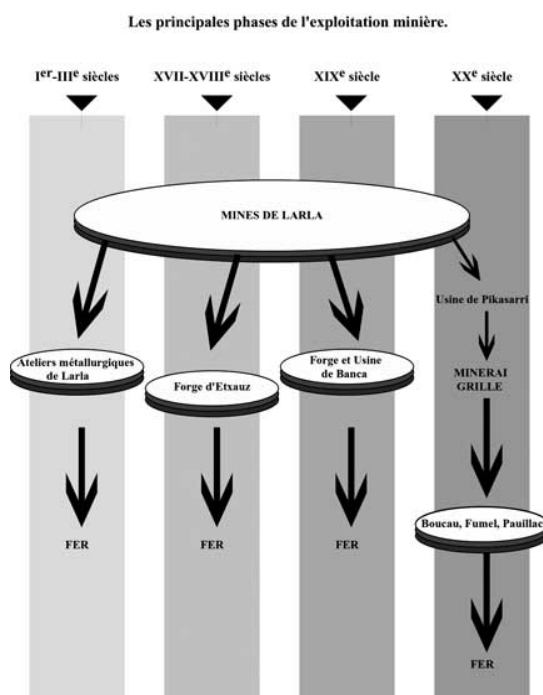 Les principales phases de l'exploitation minière.
Ier-IIIe siècles
XVII-XVIIIe siècles
XIXe siècle
XXe siècle
MINES DE LARLA
Usine de Pikasarri
Ateliers métallurgiques
de Larla
Forge d'Etxauz
Forge et Usine
de Banca
MINERAI
GRILLE
Boucau, Fumel, Pauillac
FER
FER
FER
FER